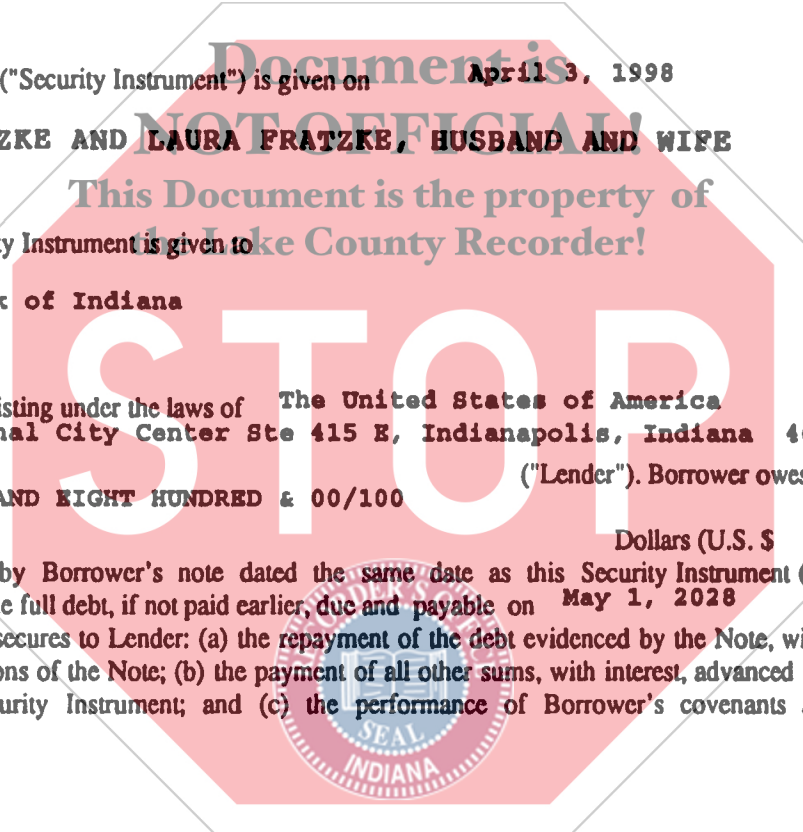 Document is
("Security Instrument") is given on April 3, 1998
NOT OFFICIAL!
ZKE AND LAURA FRATZKE, HUSBAND AND WIFE
This Document is the property of
the Lake County Recorder!
y Instrument is given to
of Indiana
STOP
isting under the laws of The United States of America
nal City Center Ste 415 E, Indianapolis, Indiana 4
("Lender"). Borrower owes
AND EIGHT HUNDRED & 00/100
Dollars (U.S. $
by Borrower's note dated the same date as this Security Instrument (
e full debt, if not paid earlier, due and payable on May 1, 2028
secures to Lender: (a) the repayment of the debt evidenced by the Note, wi
ons of the Note; (b) the payment of all other sums, with interest, advanced
urity Instrument; and (c) the performance of Borrower's covenants
RECORDER'S OFFICE
SEAL
INDIANA